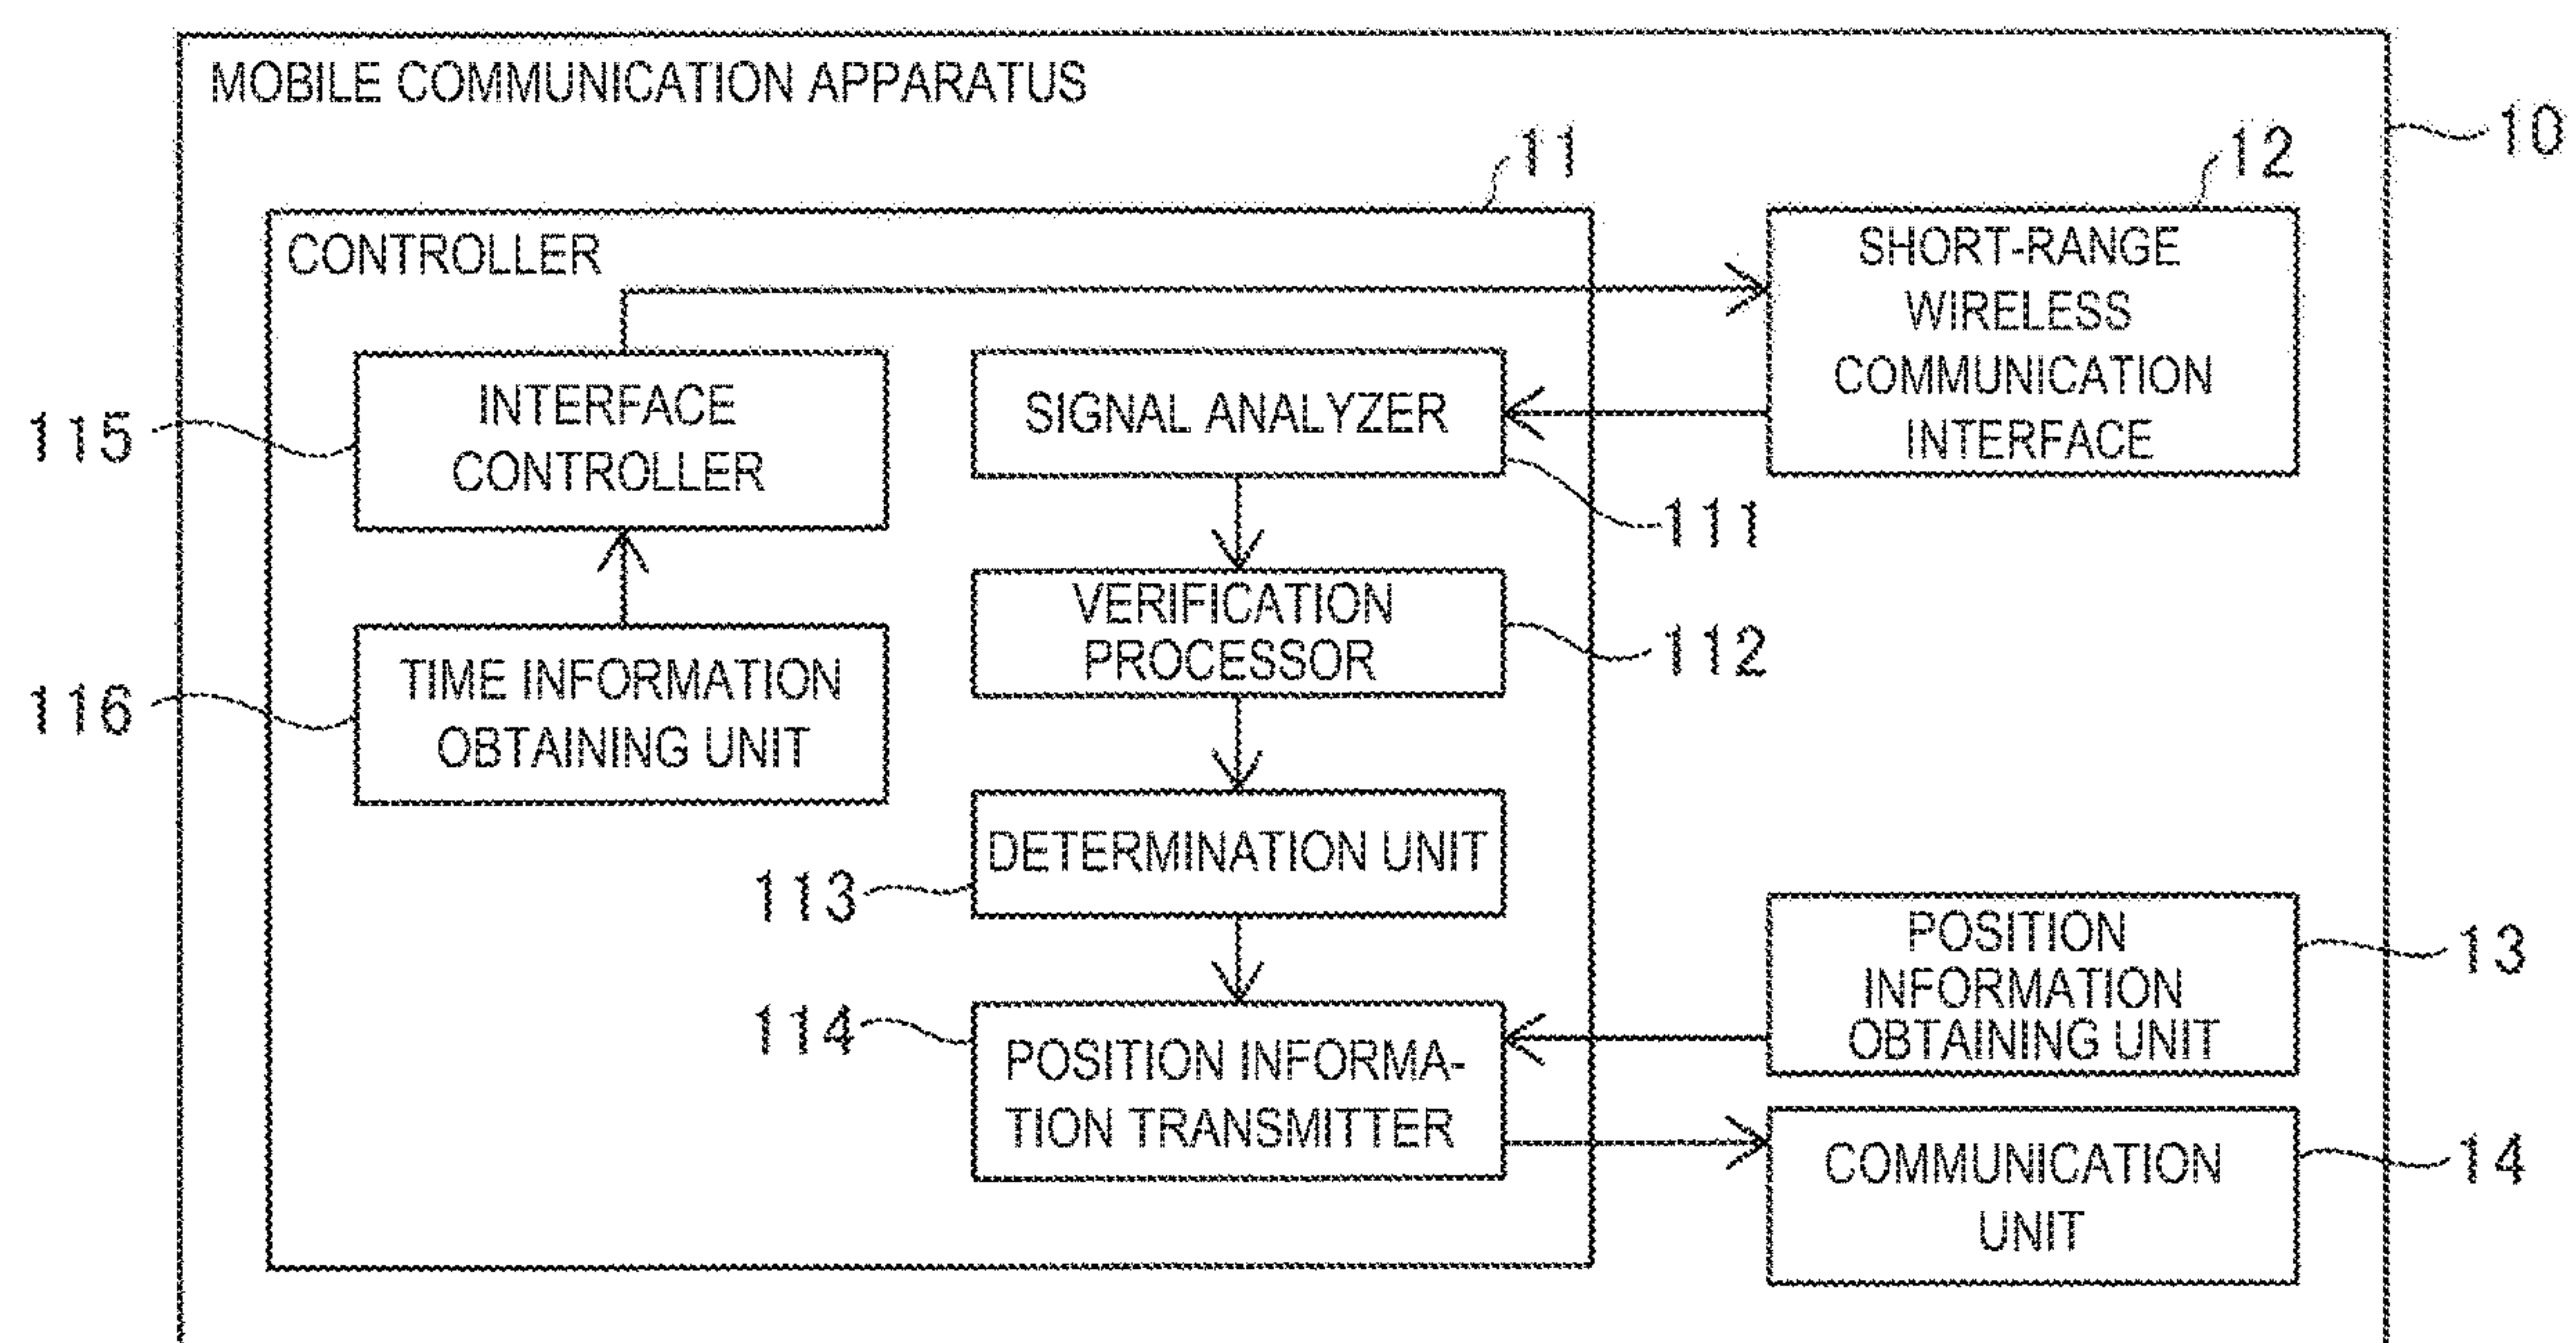 MOBILE COMMUNICATION APPARATUS
10
11
12
CONTROLLER
SHORT-RANGE
WIRELESS
COMMUNICATION
INTERFACE
115
INTERFACE
CONTROLLER
SIGNAL ANALYZER
111
VERIFICATION
PROCESSOR
112
116
TIME INFORMATION
OBTAINING UNIT
DETERMINATION UNIT
113
POSITION
INFORMATION
OBTAINING UNIT
13
114
POSITION INFORMA-
TION TRANSMITTER
COMMUNICATION
UNIT
14